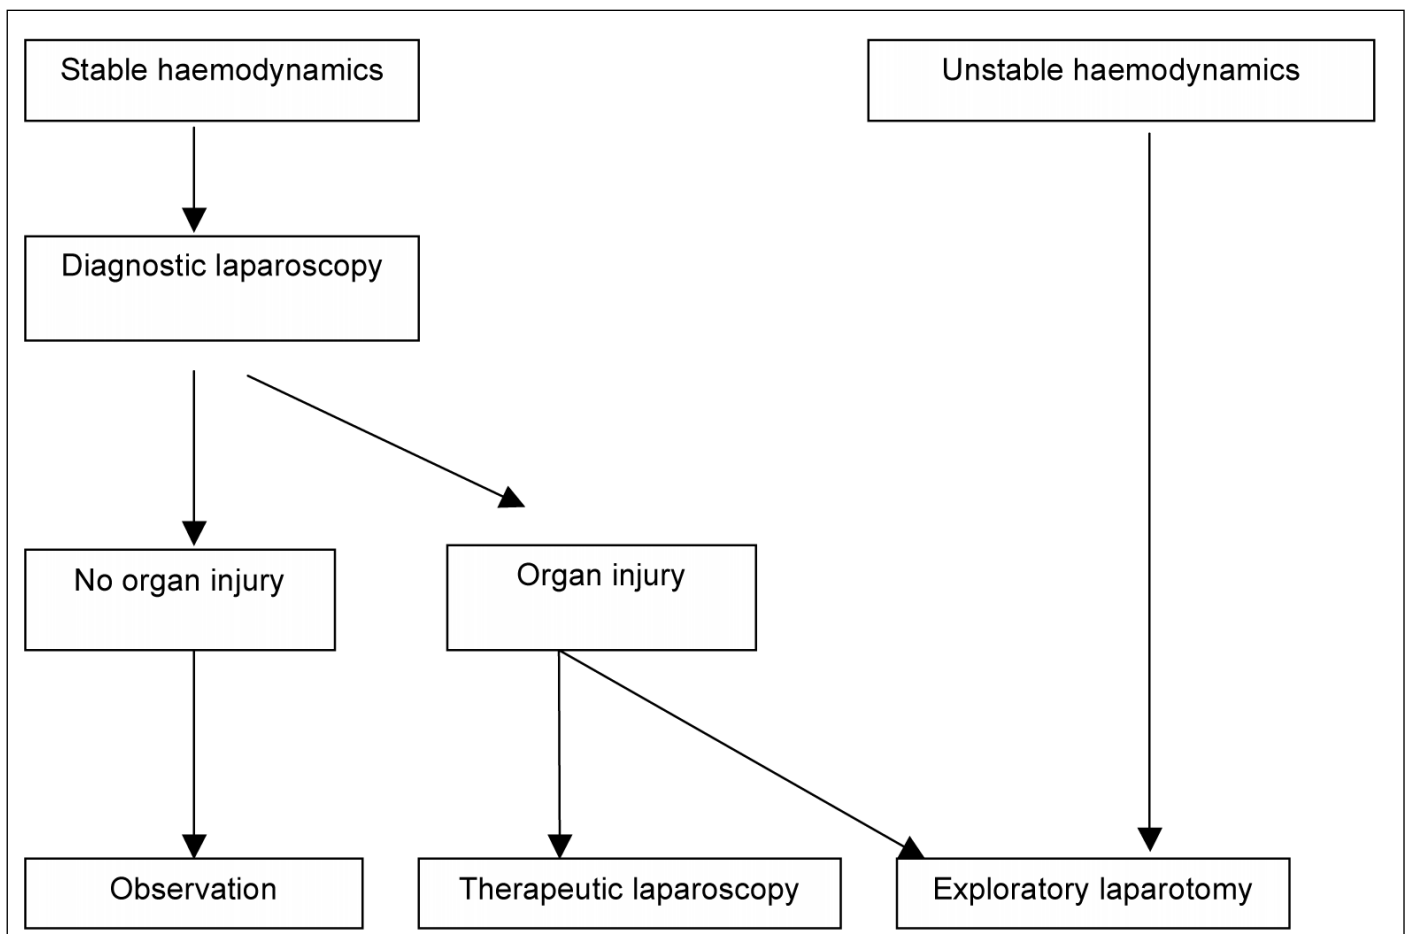 Stable haemodynamics
Unstable haemodynamics
Diagnostic laparoscopy
No organ injury
Organ injury
Observation
Therapeutic laparoscopy
Exploratory laparotomy